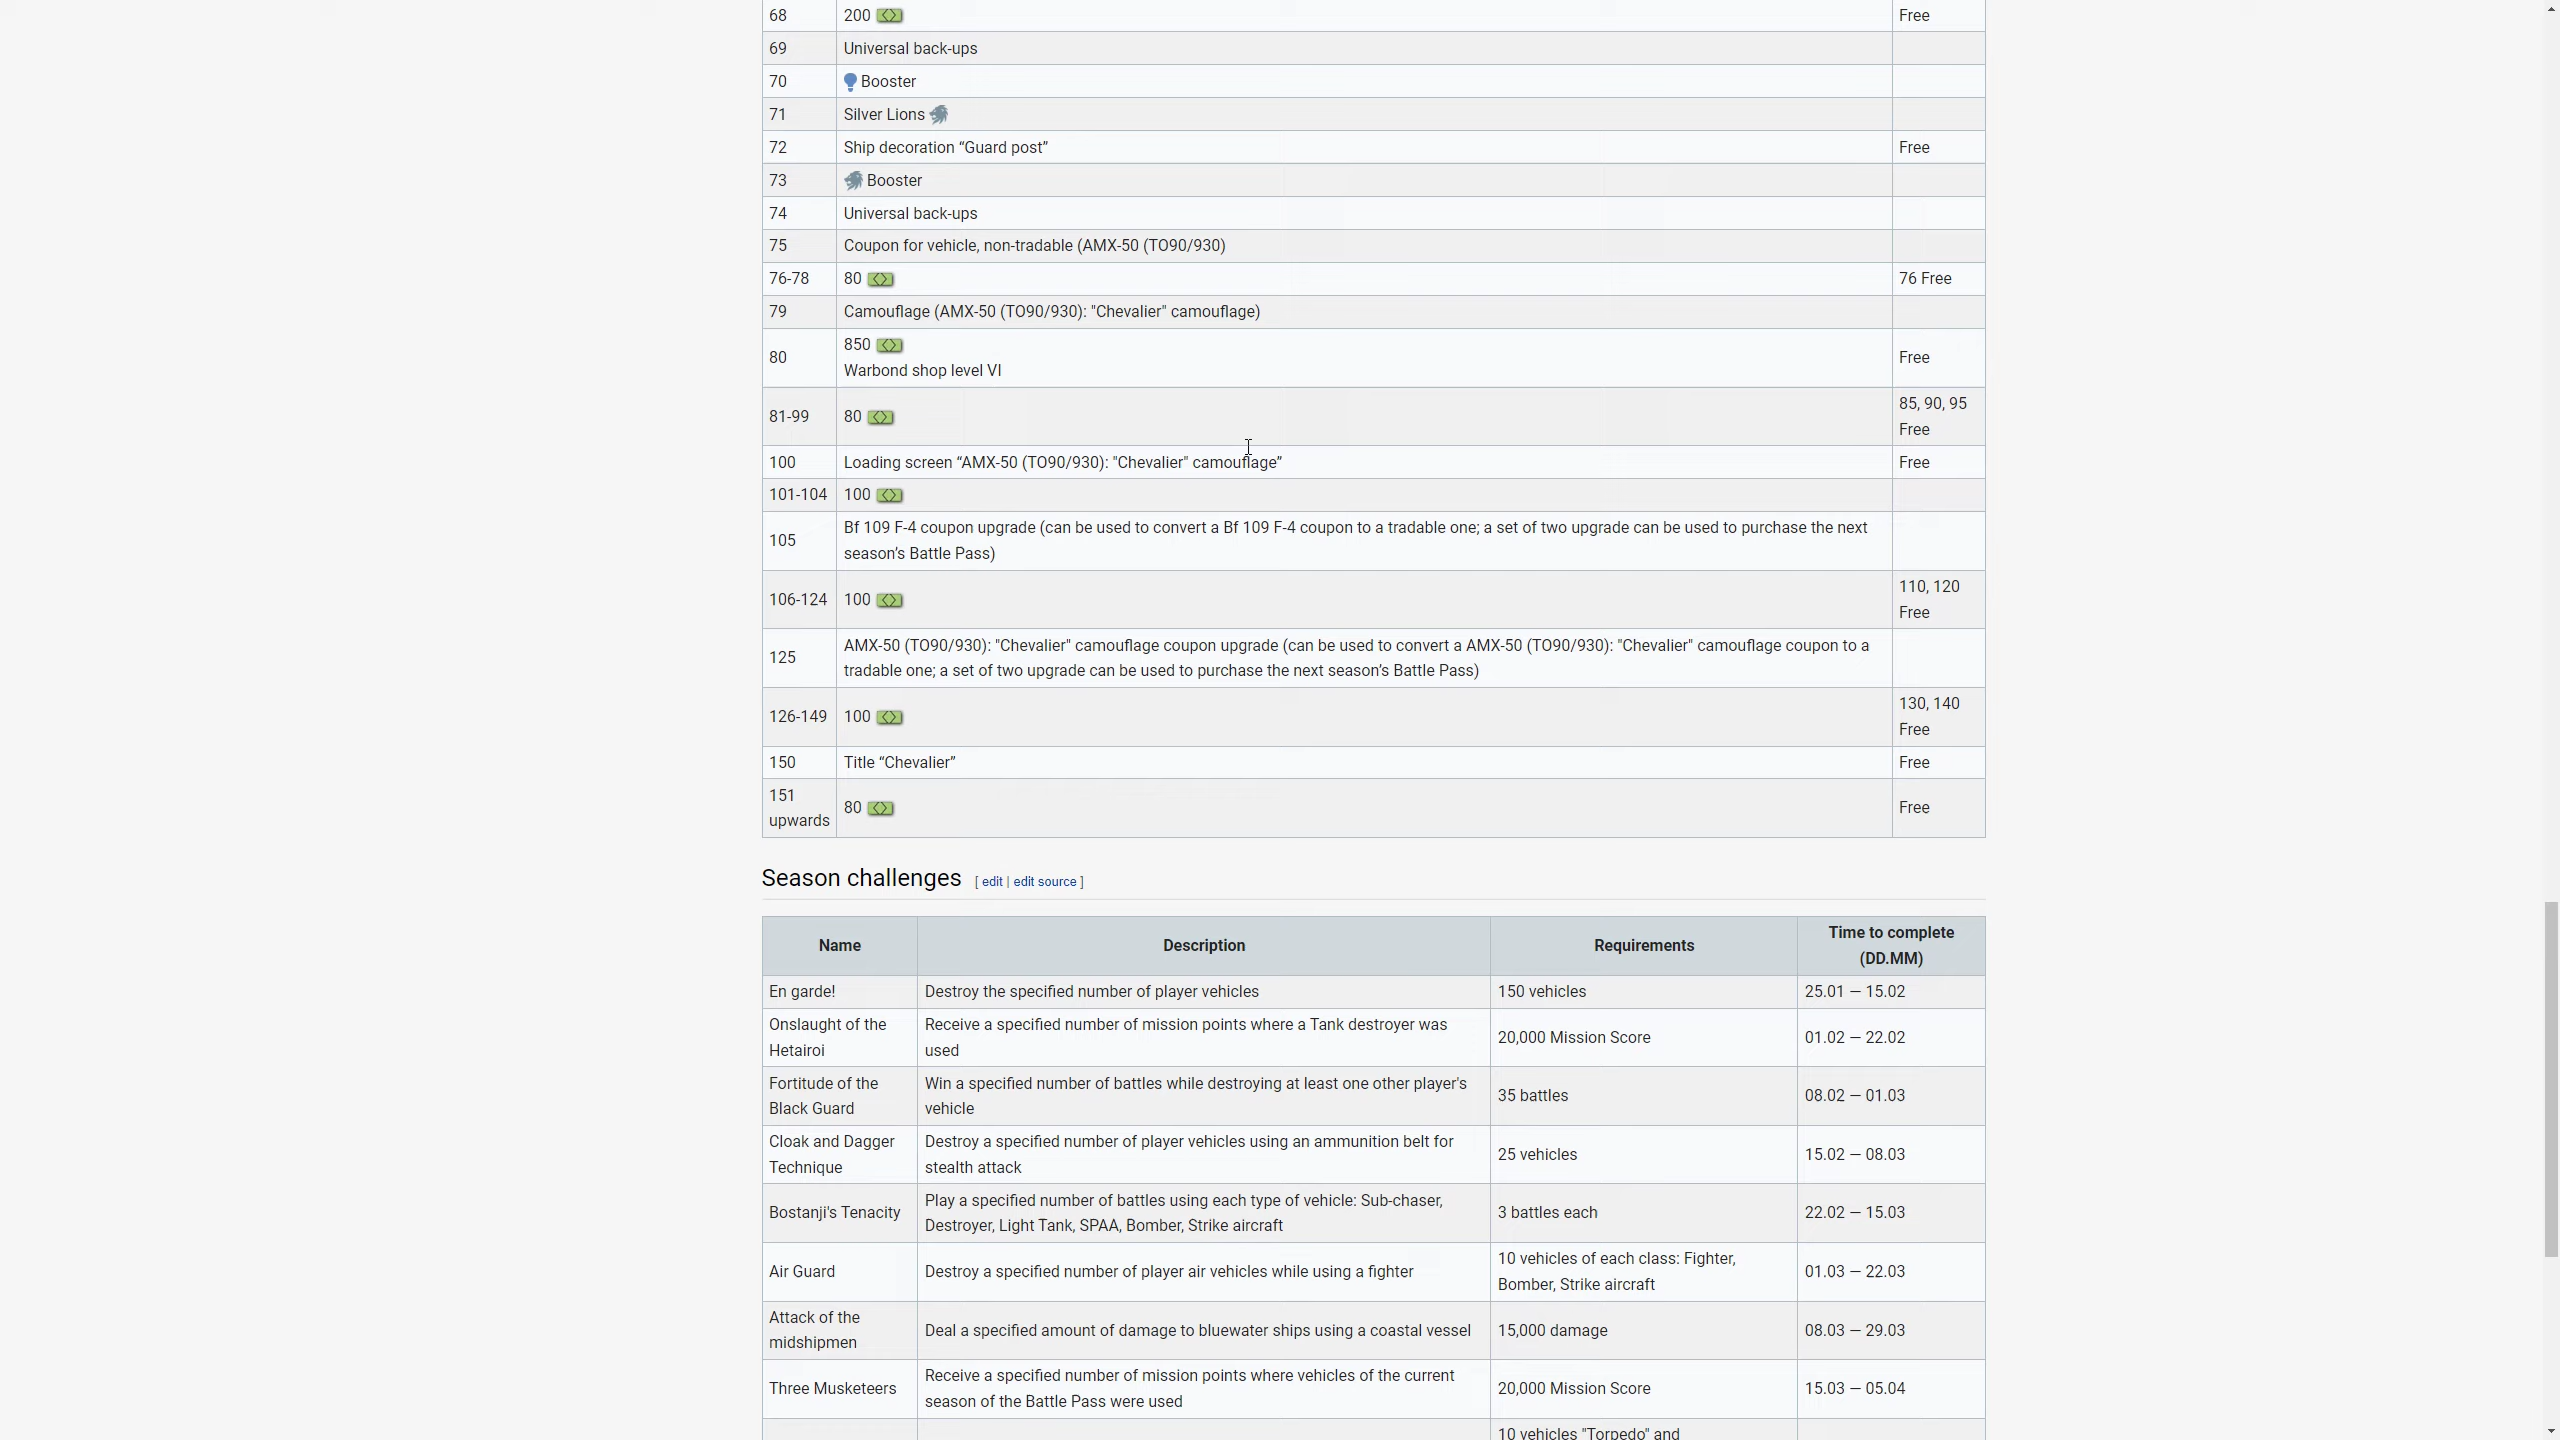 68 200 Free
69 Universal back-ups
70 Booster
71 Silver Lions
72 Ship decoration “Guard post” Free
73 Booster
74 Universal back-ups
75 Coupon for vehicle, non-tradable (AMX-50 (TO90/930)
76-78 80 76 Free
79 Camouflage (AMX-50 (TO90/930): "Chevalier" camouflage)
80 850 Free
Warbond shop level VI
81-99 80 85, 90, 95
Free
100 Loading screen “AMX-50 (TO90/930): "Chevalier" camouflage” Free
101-104 100
105 Bf 109 F-4 coupon upgrade (can be used to convert a Bf 109 F-4 coupon to a tradable one; a set of two upgrade can be used to purchase the next
season’s Battle Pass)
106-124 100 110, 120
Free
125 AMX-50 (TO90/930): "Chevalier" camouflage coupon upgrade (can be used to convert a AMX-50 (TO90/930): "Chevalier" camouflage coupon to a
tradable one; a set of two upgrade can be used to purchase the next season’s Battle Pass)
126-149 100 130, 140
Free
150 Title “Chevalier” Free
151
upwards 80 Free
Season challenges [ edit | edit source ]
Name Description Requirements Time to complete
(DD.MM)
En garde! Destroy the specified number of player vehicles 150 vehicles 25.01 — 15.02
Onslaught of the
Hetairoi
Receive a specified number of mission points where a Tank destroyer was
used
20,000 Mission Score 01.02 — 22.02
Fortitude of the
Black Guard
Win a specified number of battles while destroying at least one other player's
vehicle
35 battles 08.02 — 01.03
Cloak and Dagger
Technique
Destroy a specified number of player vehicles using an ammunition belt for
stealth attack
25 vehicles 15.02 — 08.03
Bostanji's Tenacity
Play a specified number of battles using each type of vehicle: Sub-chaser,
Destroyer, Light Tank, SPAA, Bomber, Strike aircraft
3 battles each 22.02 — 15.03
Air Guard Destroy a specified number of player air vehicles while using a fighter
10 vehicles of each class: Fighter,
Bomber, Strike aircraft
01.03 — 22.03
Attack of the
midshipmen
Deal a specified amount of damage to bluewater ships using a coastal vessel 15,000 damage 08.03 — 29.03
Three Musketeers
Receive a specified number of mission points where vehicles of the current
season of the Battle Pass were used
20,000 Mission Score 15.03 — 05.04
10 vehicles "Torpedo" and